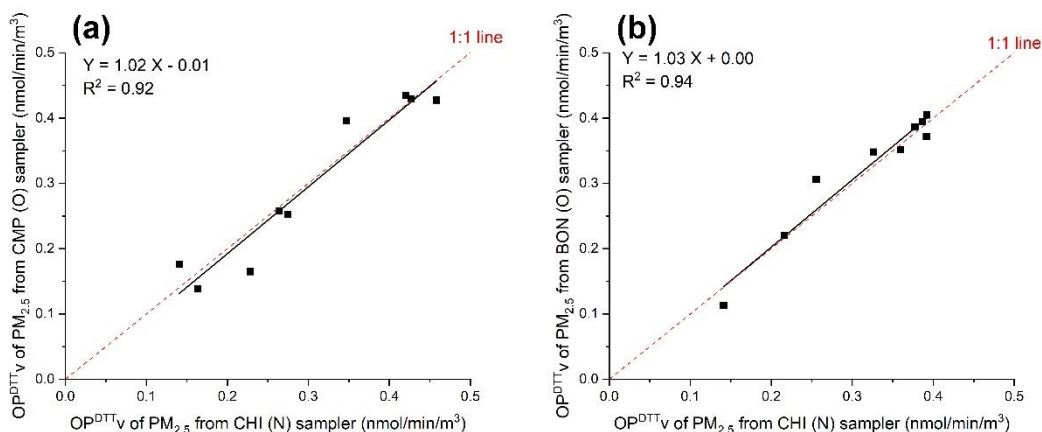 (a)
1:1 line
Y = 1.02 X - 0.01
R² = 0.92
0.5
0.4
0.3
0.2
0.1
0.0
0.0 0.1 0.2 0.3 0.4 0.5
OP^DTT v of PM₂.₅ from CMP (O) sampler (nmol/min/m³)
OP^DTT v of PM₂.₅ from CHI (N) sampler (nmol/min/m³)
(b)
1:1 line
Y = 1.03 X + 0.00
R² = 0.94
0.5
0.4
0.3
0.2
0.1
0.0
0.0 0.1 0.2 0.3 0.4 0.5
OP^DTT v of PM₂.₅ from BON (O) sampler (nmol/min/m³)
OP^DTT v of PM₂.₅ from CHI (N) sampler (nmol/min/m³)